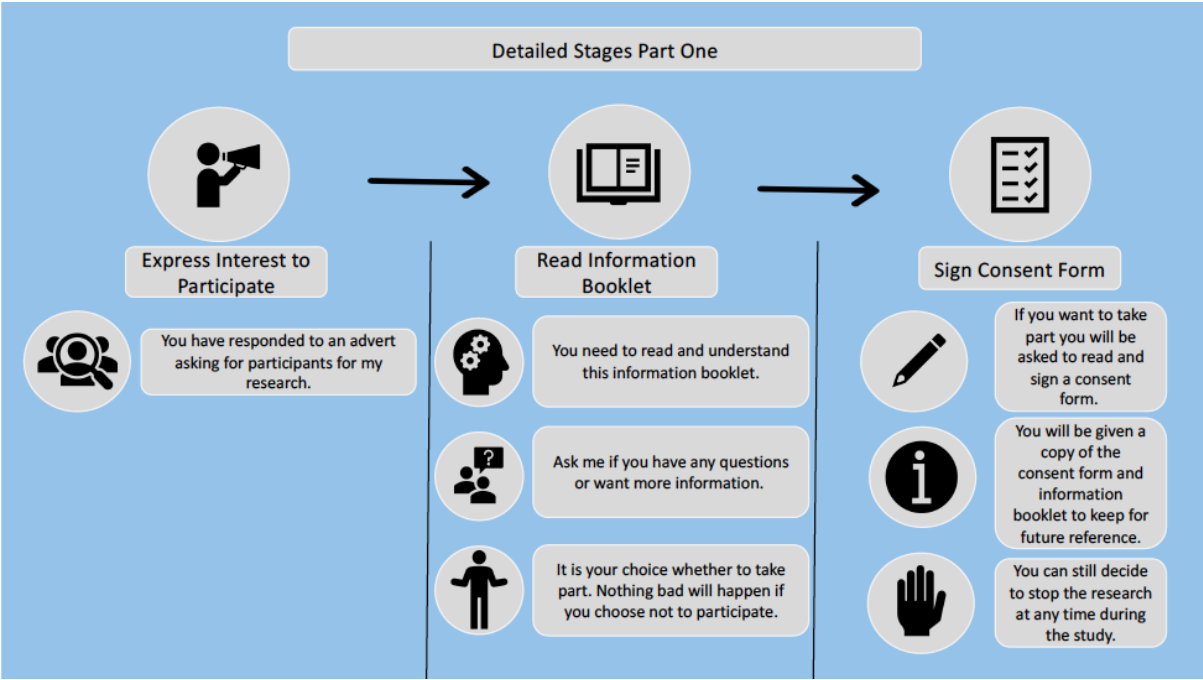 Detailed Stages Part One
Express Interest to
Participate
You have responded to an advert
asking for participants for my
research.
Read Information
Booklet
You need to read and understand
this information booklet.
?
Ask me if you have any questions
or want more information.
It is your choice whether to take
part. Nothing bad will happen if
you choose not to participate.
Sign Consent Form
If you want to take
part you will be
asked to read and
sign a consent
form.
i
You will be given a
copy of the
consent form and
information
booklet to keep for
future reference.
You can still decide
to stop the research
at any time during
the study.